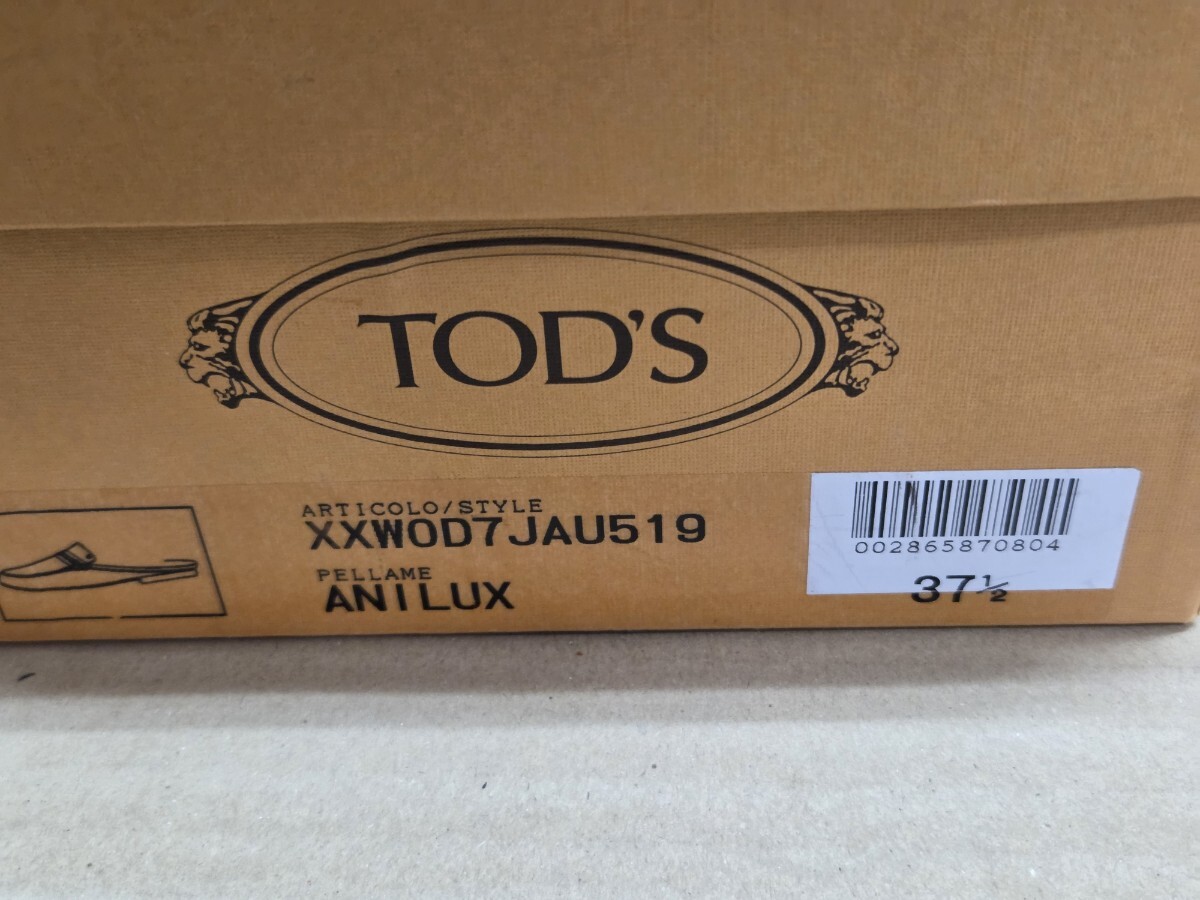 TOD'S
ARTICOLO/STYLE
XXW0D7JAU519
PELLAME
ANILUX
002865870804
37½